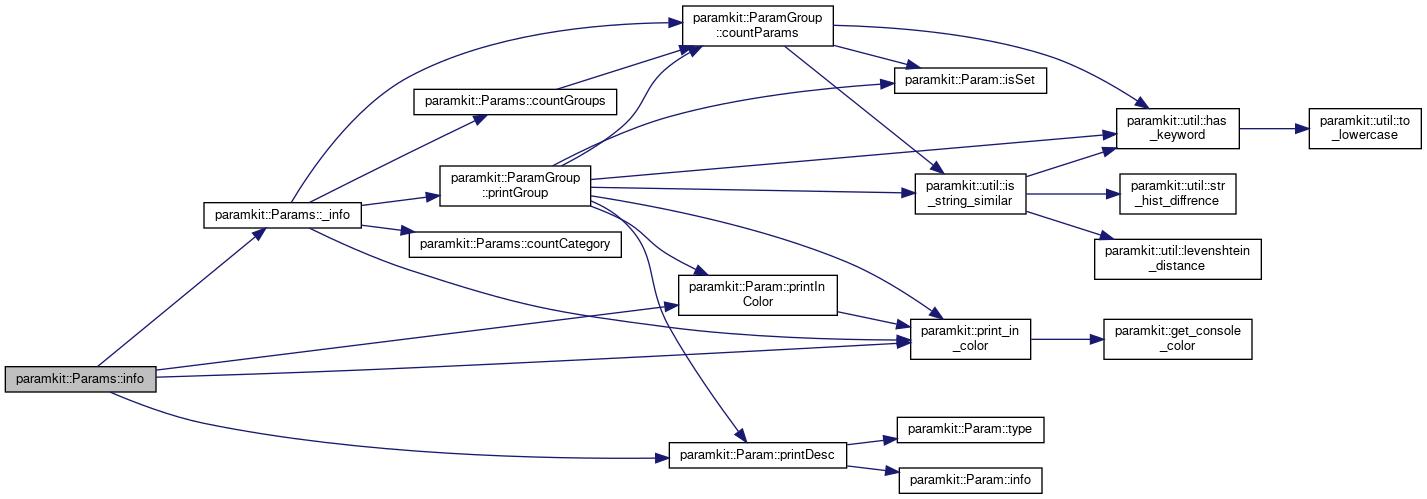 paramkit::Params::info
paramkit::Params::_info
paramkit::Params::countGroups
paramkit::ParamGroup
::printGroup
paramkit::Params::countCategory
paramkit::ParamGroup
::countParams
paramkit::Param::printIn
Color
paramkit::Param::printDesc
paramkit::Param::isSet
paramkit::util::is
_string_similar
paramkit::print_in
_color
paramkit::Param::type
paramkit::Param::info
paramkit::util::has
_keyword
paramkit::util::str
_hist_diffrence
paramkit::util::levenshtein
_distance
paramkit::get_console
_color
paramkit::util::to
_lowercase